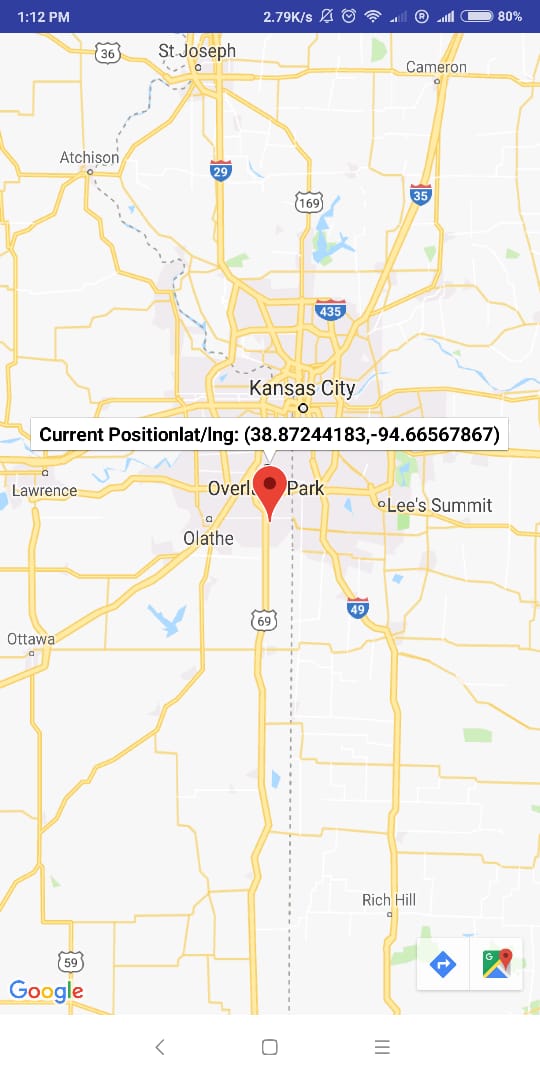 1:12 PM 2.79K/s R 80%
36
St Joseph
Cameron
Atchison
29
35
169
435
Kansas City
Current Positionlat/lng: (38.87244183,-94.66567867)
Lawrence
Park
Lee's Summit
Olathe
49
69
Ottawa
Rich Hill
59
G
Google